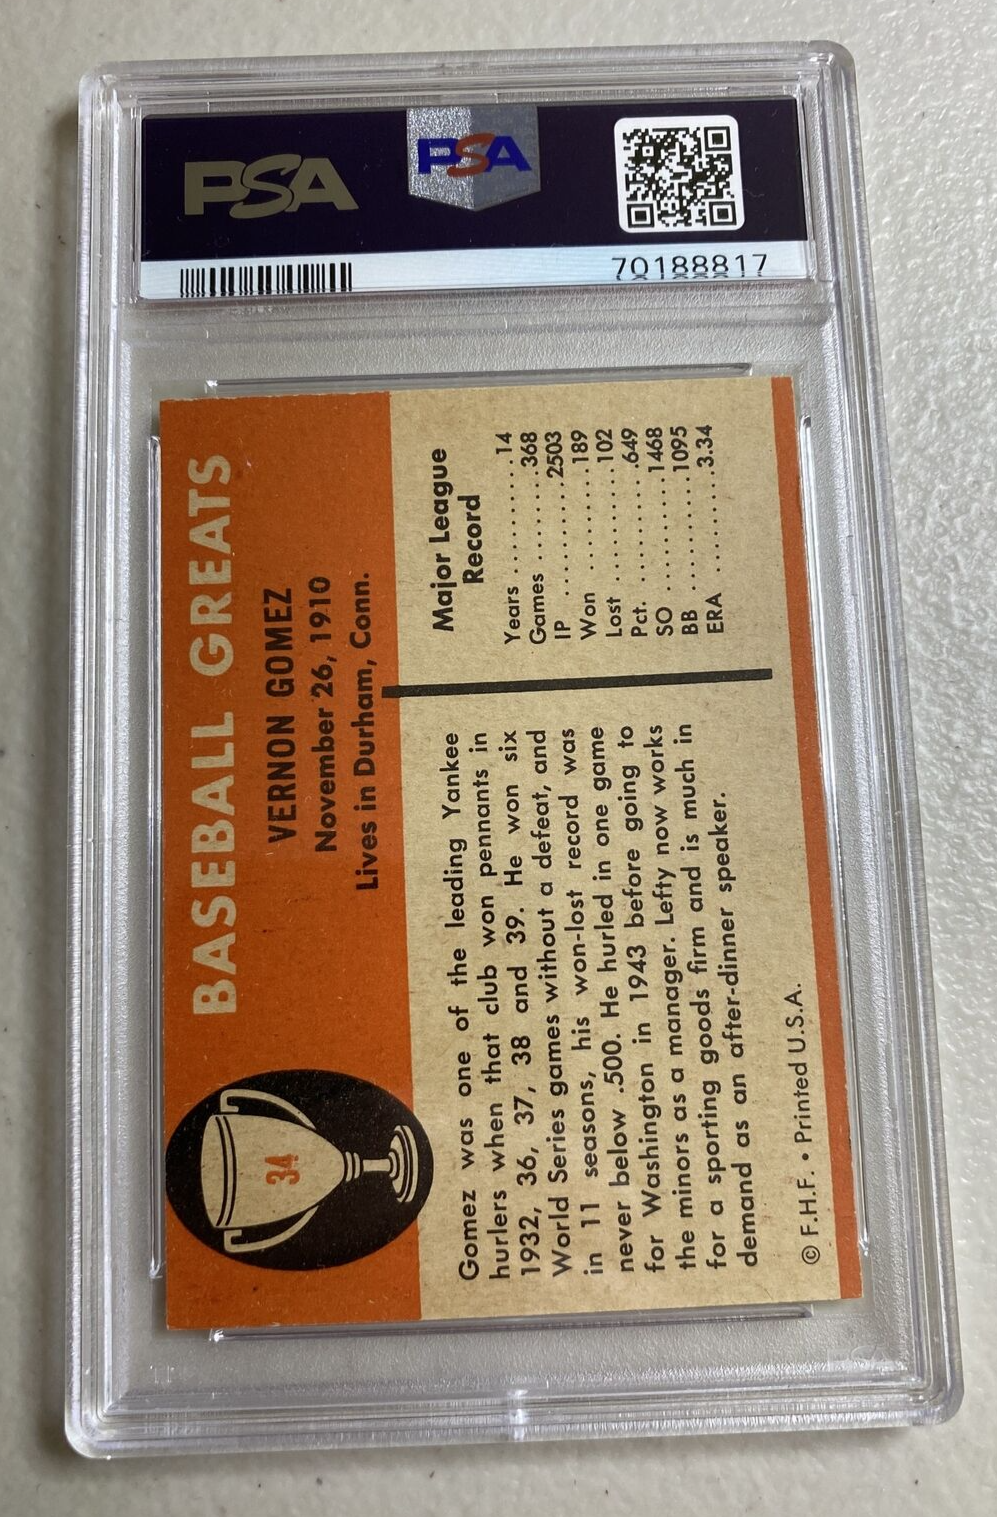 PSA
PSA
70188817
BASEBALL GREATS
34
VERNON GOMEZ
November 26, 1910
Lives in Durham, Conn.
Gomez was one of the leading Yankee
hurlers when that club won pennants in
1932, 36, 37, 38 and 39. He won six
World Series games without a defeat, and
in 11 seasons, his won-lost record was
never below .500. He hurled in one game
for Washington in 1943 before going to
the minors as a manager. Lefty now works
for a sporting goods firm and is much in
demand as an after-dinner speaker.
Major League
Record
Years . . . . . . . . . . 14
Games . . . . . . . . 368
IP . . . . . . . . . . 2503
Won . . . . . . . . . 189
Lost . . . . . . . . . 102
Pct. . . . . . . . . . .649
SO . . . . . . . . . 1468
BB . . . . . . . . . 1095
ERA . . . . . . . . 3.34
© F.H.F. • Printed U.S.A.